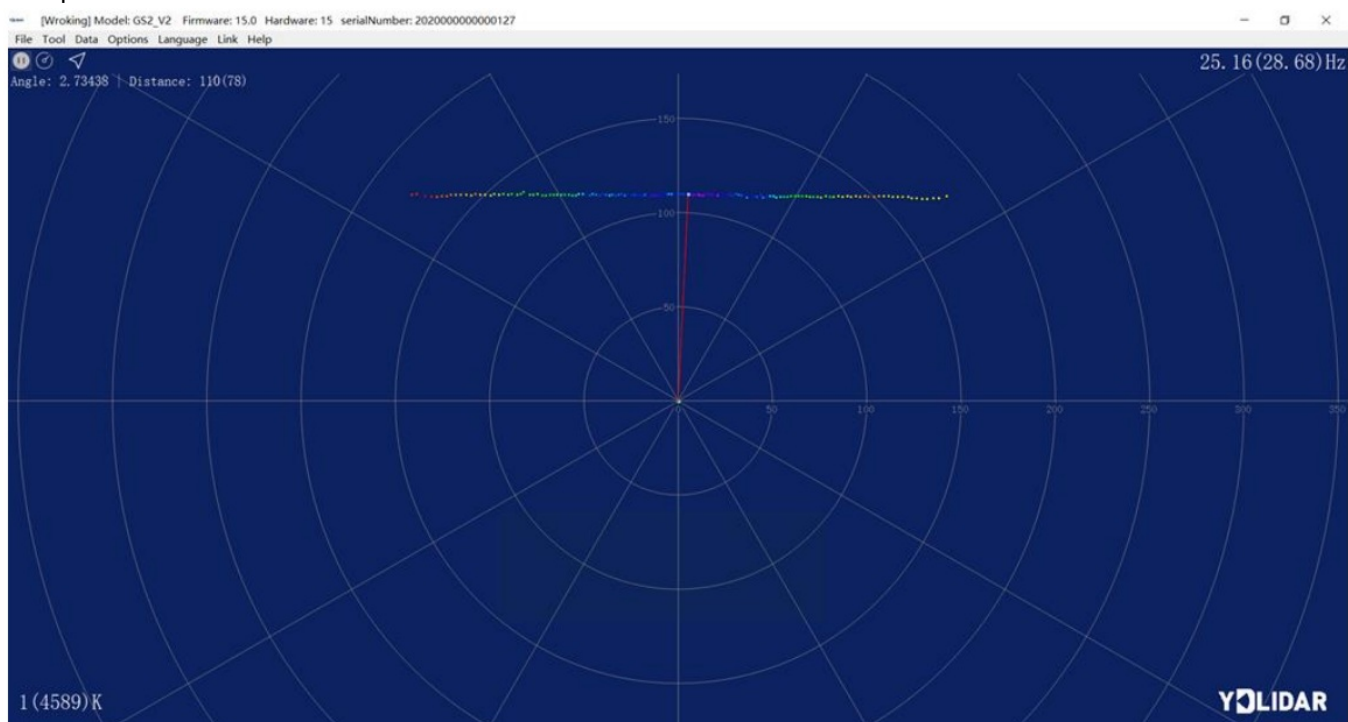 [Wroking] Model: GS2_V2 Firmware: 15.0 Hardware: 15 serialNumber: 2020000000000127
File Tool Data Options Language Link Help
25.16(28.68)Hz
Angle: 2.73438 | Distance: 110(78)
150
100
50
0 50 100 150 200 250 300 350
1(4589)K
YDLIDAR